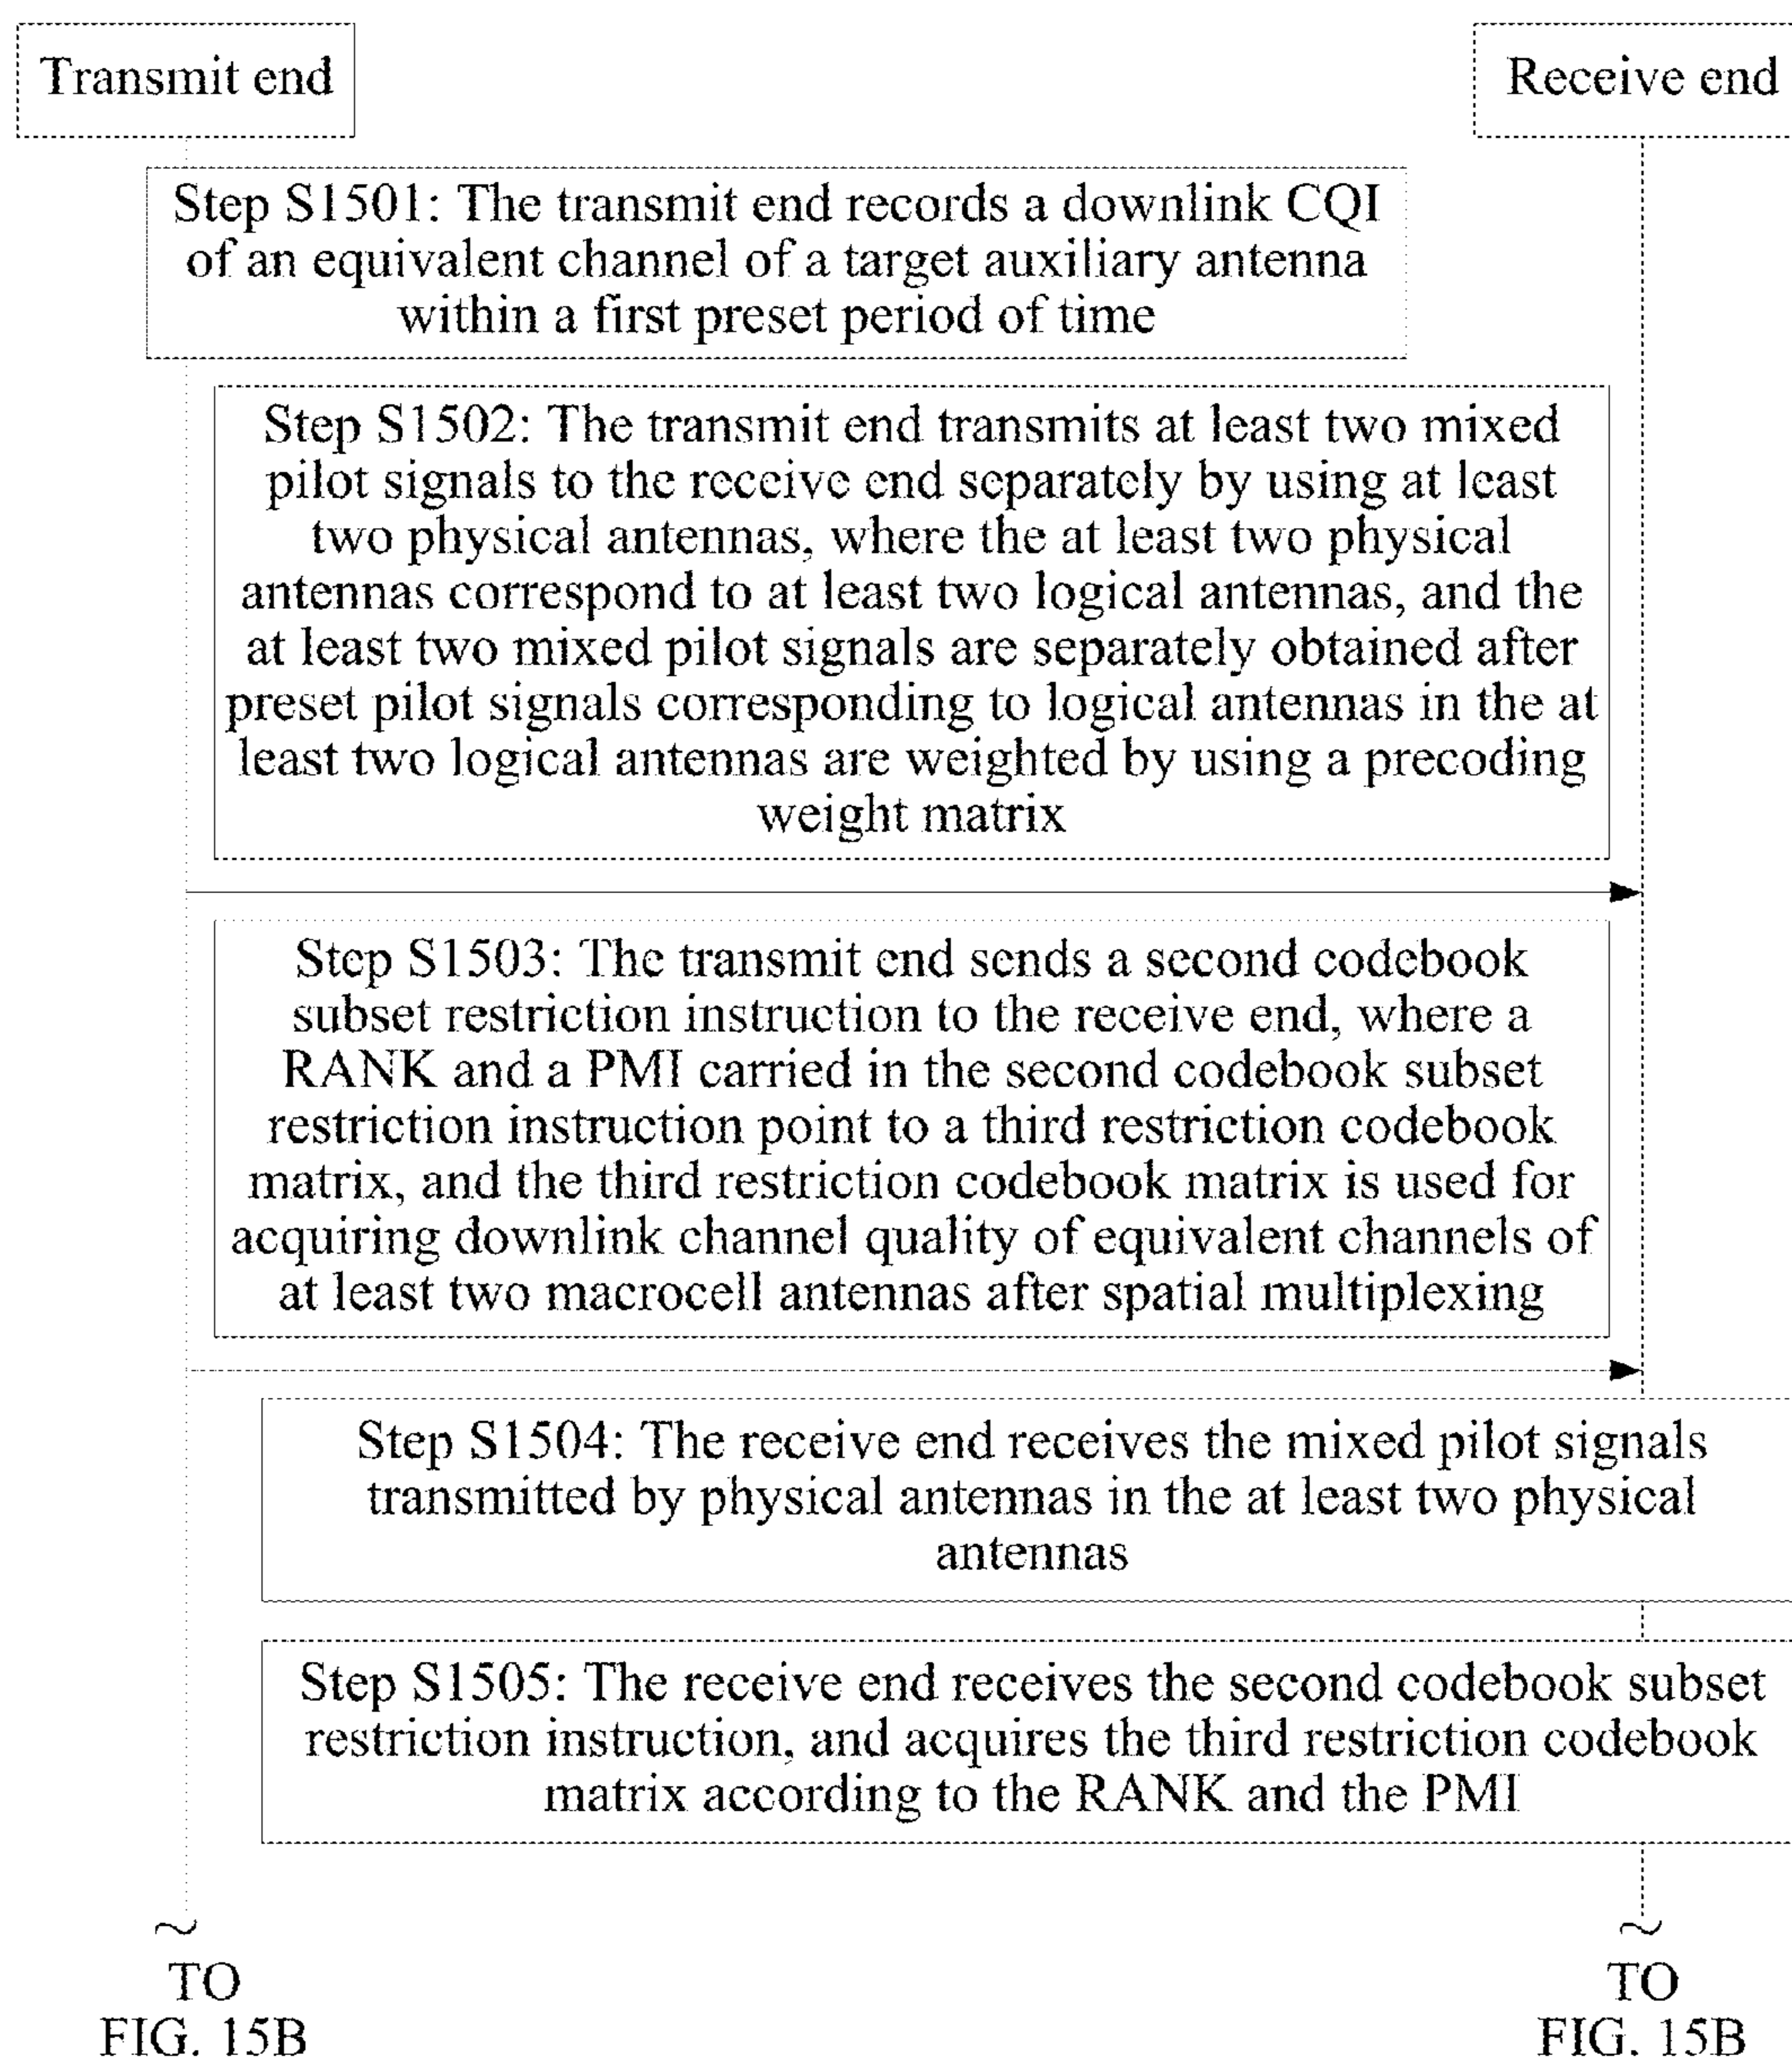 Transmit end
Receive end
Step S1501: The transmit end records a downlink CQI
of an equivalent channel of a target auxiliary antenna
within a first preset period of time
Step S1502: The transmit end transmits at least two mixed
pilot signals to the receive end separately by using at least
two physical antennas, where the at least two physical
antennas correspond to at least two logical antennas, and the
at least two mixed pilot signals are separately obtained after
preset pilot signals corresponding to logical antennas in the at
least two logical antennas are weighted by using a precoding
weight matrix
Step S1503: The transmit end sends a second codebook
subset restriction instruction to the receive end, where a
RANK and a PMI carried in the second codebook subset
restriction instruction point to a third restriction codebook
matrix, and the third restriction codebook matrix is used for
acquiring downlink channel quality of equivalent channels of
at least two macrocell antennas after spatial multiplexing
Step S1504: The receive end receives the mixed pilot signals
transmitted by physical antennas in the at least two physical
antennas
Step S1505: The receive end receives the second codebook subset
restriction instruction, and acquires the third restriction codebook
matrix according to the RANK and the PMI
TO
FIG. 15B
TO
FIG. 15B